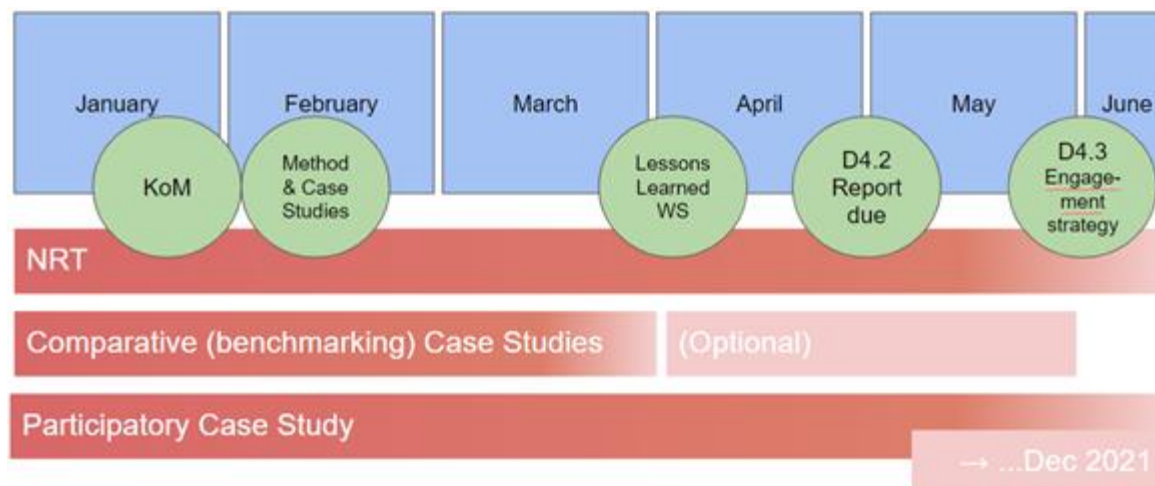 January
February
March
April
May
June
KoM
Method
& Case
Studies
Lessons
Learned
WS
D4.2
Report
due
D4.3
Engage-
ment
strategy
NRT
Comparative (benchmarking) Case Studies
(Optional)
Participatory Case Study
→ ...Dec 2021